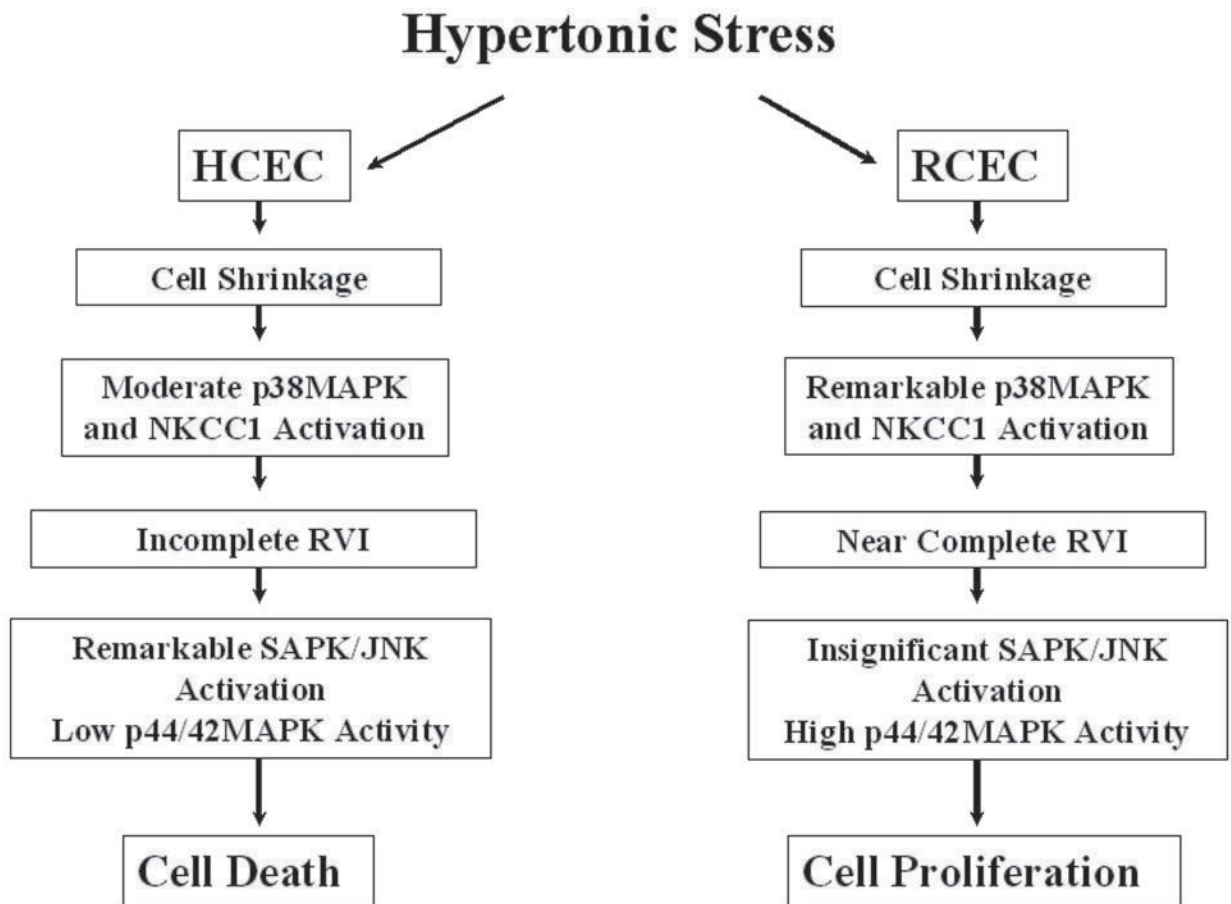 Hypertonic Stress
HCEC
Cell Shrinkage
Moderate p38MAPK
and NKCC1 Activation
Incomplete RVI
Remarkable SAPK/JNK
Activation
Low p44/42MAPK Activity
Cell Death
RCEC
Cell Shrinkage
Remarkable p38MAPK
and NKCC1 Activation
Near Complete RVI
Insignificant SAPK/JNK
Activation
High p44/42MAPK Activity
Cell Proliferation